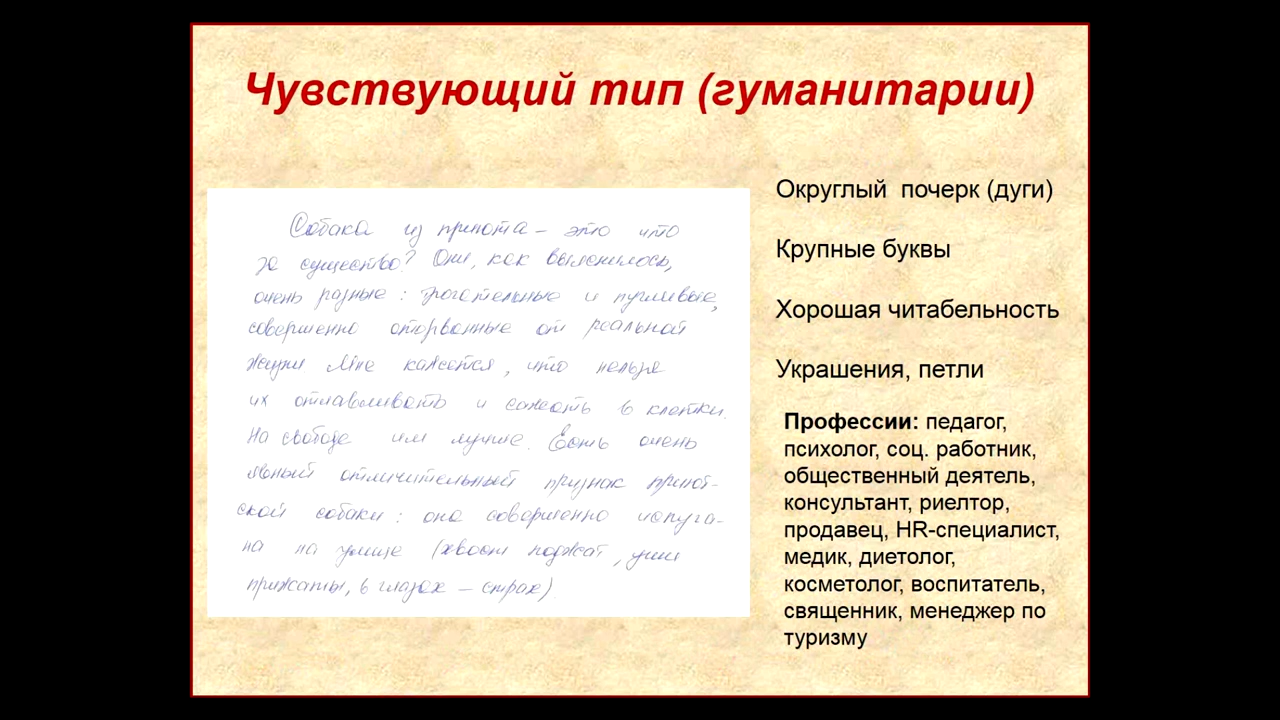 Чувствующий тип (гуманитарии)
Собака из приюта – это что
за существо? Они, как выяснилось,
очень разные: трогательные и пугливые,
совершенно оторванные от реальной
жизни Мне кажется, что нельзя
их отлавливать и сажать в клетки.
На свободе им лучше. Есть очень
явный отличительный признак приют-
ской собаки: она совершенно испуга-
на на улице (хвост поджат, уши
прижаты, в глазах – страх)
Округлый почерк (дуги)
Крупные буквы
Хорошая читабельность
Украшения, петли
Профессии: педагог,
психолог, соц. работник,
общественный деятель,
консультант, риелтор,
продавец, HR-специалист,
медик, диетолог,
косметолог, воспитатель,
священник, менеджер по
туризму